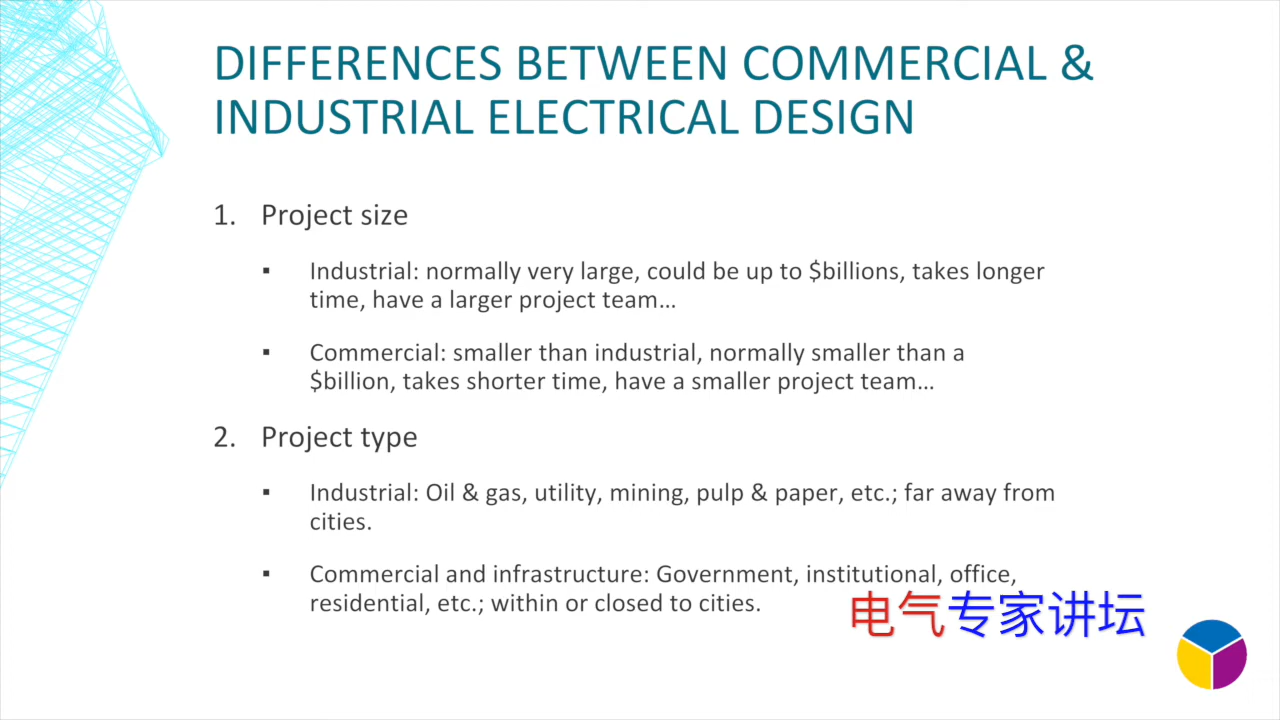 DIFFERENCES BETWEEN COMMERCIAL &
INDUSTRIAL ELECTRICAL DESIGN
1. Project size
▪ Industrial: normally very large, could be up to $billions, takes longer
time, have a larger project team…
▪ Commercial: smaller than industrial, normally smaller than a
$billion, takes shorter time, have a smaller project team…
2. Project type
▪ Industrial: Oil & gas, utility, mining, pulp & paper, etc.; far away from
cities.
▪ Commercial and infrastructure: Government, institutional, office,
residential, etc.; within or closed to cities.
电气专家讲坛